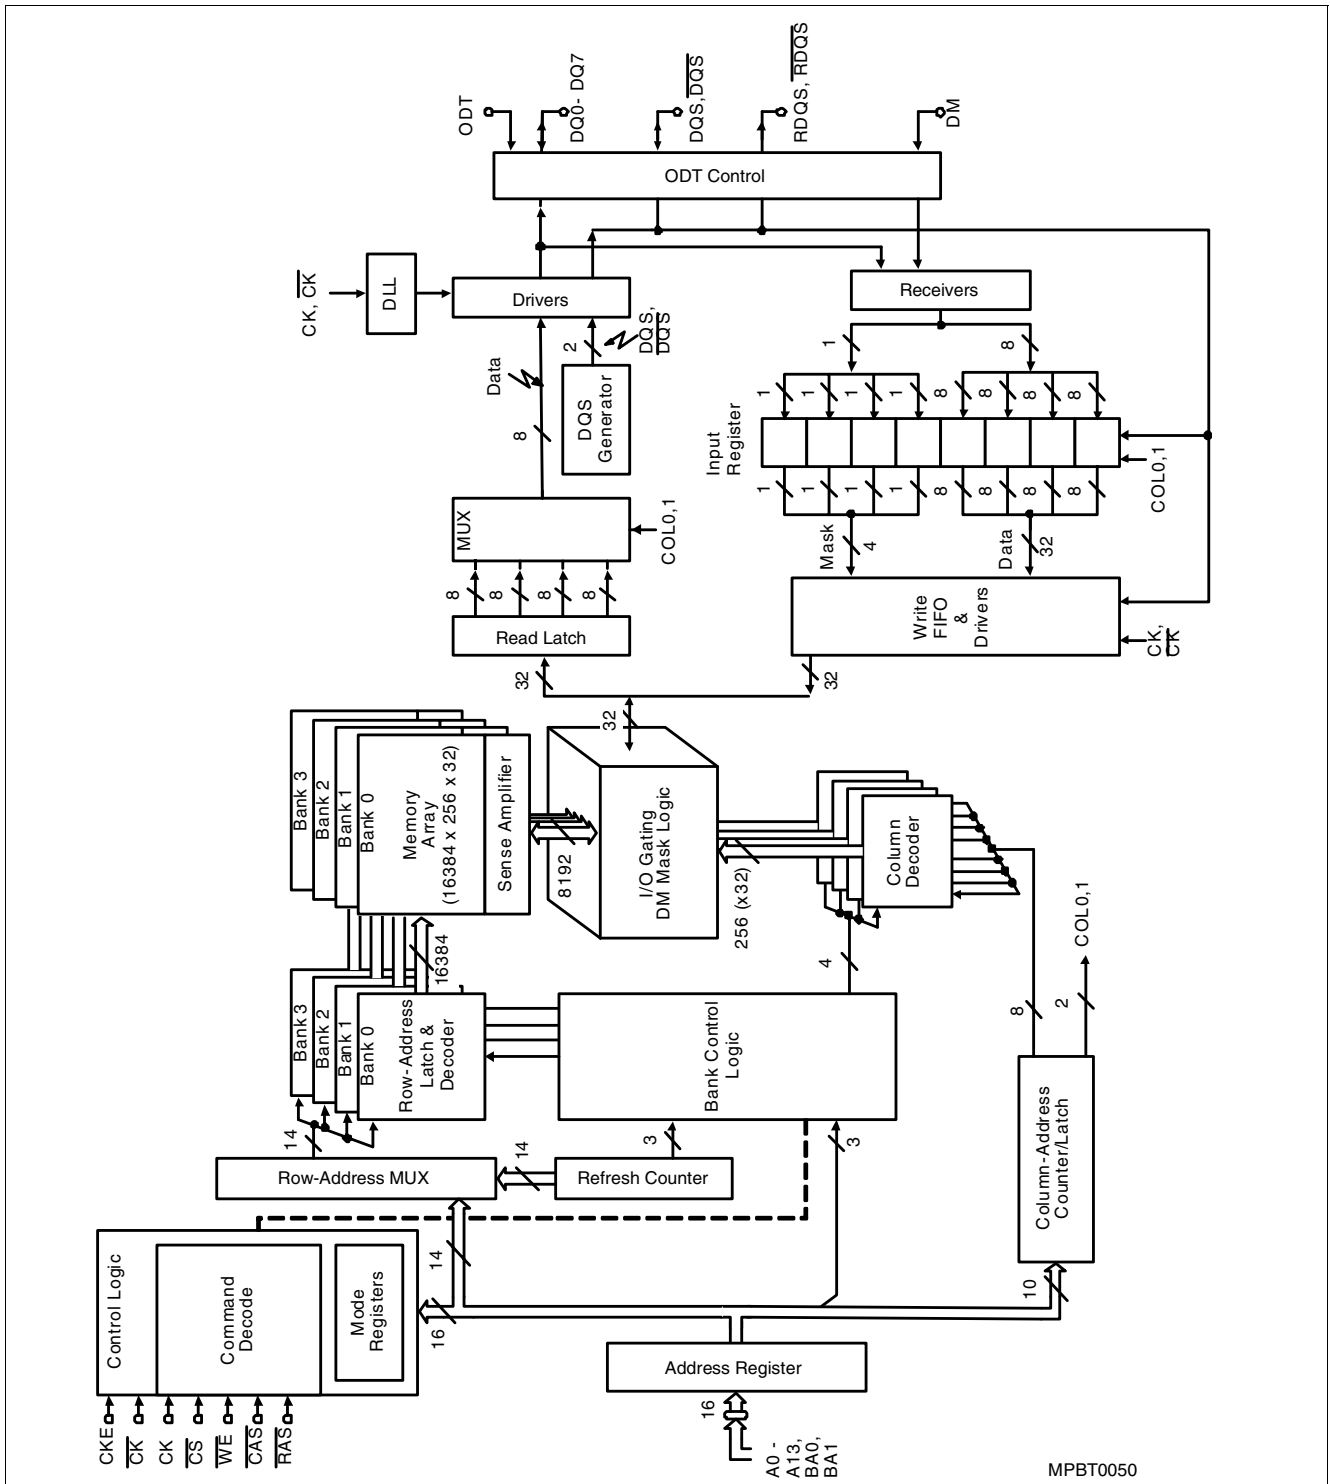 ODT
DQ0- DQ7
DQS,DQS
RDQS, RDQS
DM
ODT Control
CK, CK
DLL
Drivers
Receivers
Data
8
2
DQS,
DQS
DQS
Generator
1
8
1
1
1
1
8
8
8
8
Input
Register
COL0,1
1
1
1
1
8
8
8
8
MUX
COL0,1
Mask
4
Data
32
8
8
8
8
Read Latch
Write
FIFO
&
Drivers
CK,
CK
32
32
32
Bank 3
Bank 2
Bank 1
Bank 0
Memory
Array
(16384 x 256 x 32)
Sense Amplifier
8192
I/O Gating
DM Mask Logic
256 (x32)
Column
Decoder
16384
4
8
2
COL0,1
Bank 3
Bank 2
Bank 1
Bank 0
Row-Address
Latch &
Decoder
Bank Control
Logic
Column-Address
Counter/Latch
14
14
3
3
Row-Address MUX
Refresh Counter
14
16
10
Control Logic
Command
Decode
Mode
Registers
Address Register
16
CKE
CK
CK
CS
WE
CAS
RAS
A0 -
A13,
BA0,
BA1
MPBT0050